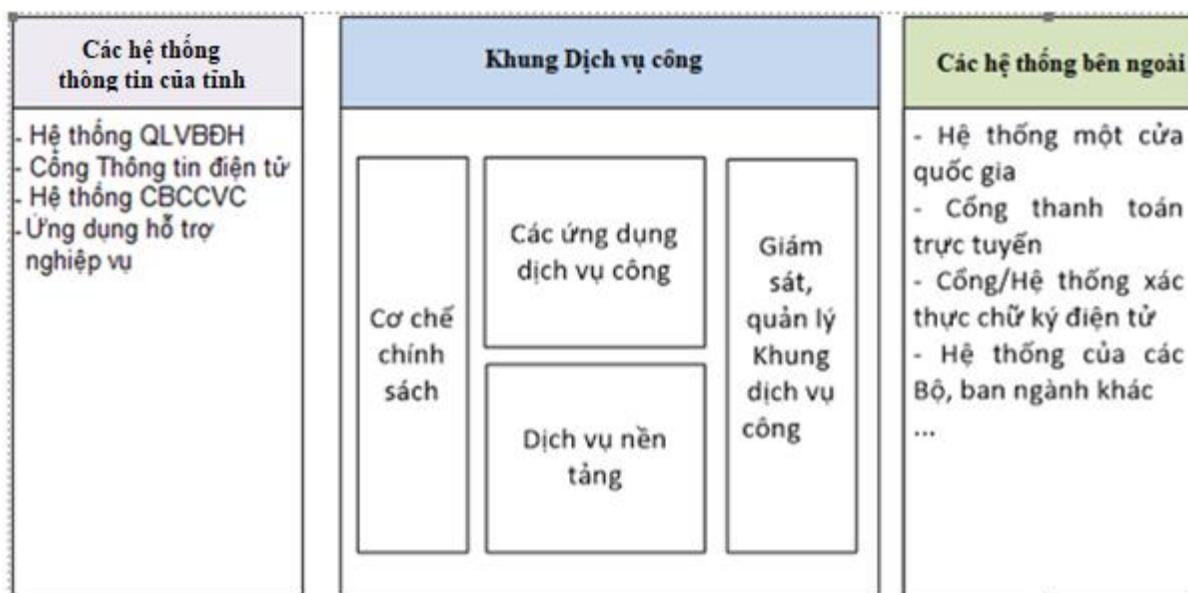 Các hệ thống
thông tin của tỉnh
- Hệ thống QLVBĐH
- Cổng Thông tin điện tử
- Hệ thống CBCCVC
- Ứng dụng hỗ trợ
nghiệp vụ
Khung Dịch vụ công
Cơ chế
chính
sách
Các ứng dụng
dịch vụ công
Dịch vụ nền
tảng
Giám
sát,
quản lý
Khung
dịch vụ
công
Các hệ thống bên ngoài
- Hệ thống một cửa
quốc gia
- Cổng thanh toán
trực tuyến
- Cổng/Hệ thống xác
thực chữ ký điện tử
- Hệ thống của các
Bộ, ban ngành khác
...